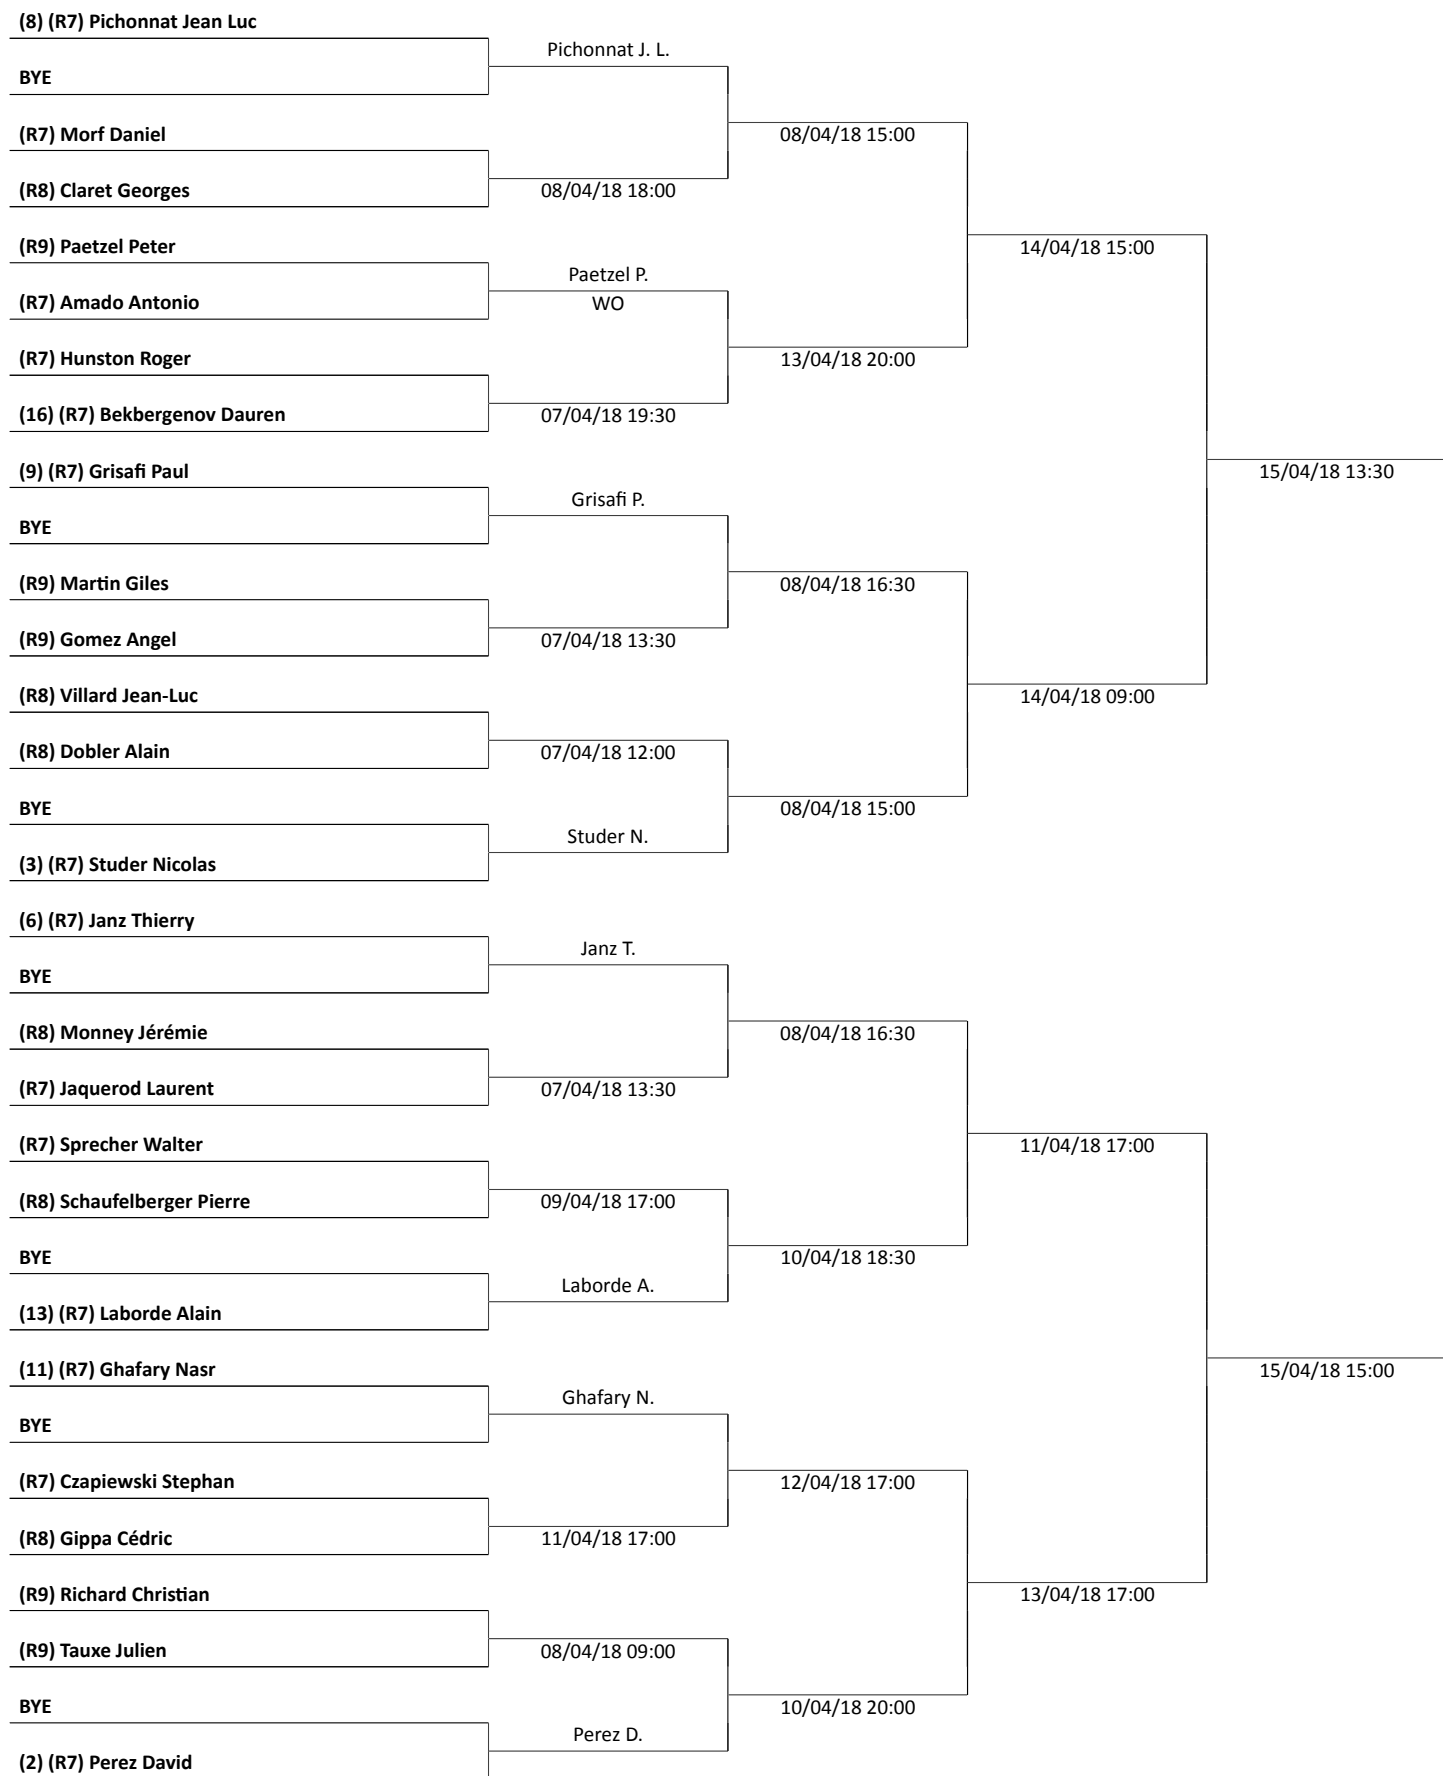 (8) (R7) Pichonnat Jean Luc
Pichonnat J. L.
BYE
(R7) Morf Daniel
08/04/18 15:00
(R8) Claret Georges
08/04/18 18:00
(R9) Paetzel Peter
14/04/18 15:00
Paetzel P.
(R7) Amado Antonio
WO
(R7) Hunston Roger
13/04/18 20:00
(16) (R7) Bekbergenov Dauren
07/04/18 19:30
(9) (R7) Grisafi Paul
15/04/18 13:30
Grisafi P.
BYE
(R9) Martin Giles
08/04/18 16:30
(R9) Gomez Angel
07/04/18 13:30
(R8) Villard Jean-Luc
14/04/18 09:00
(R8) Dobler Alain
07/04/18 12:00
BYE
08/04/18 15:00
Studer N.
(3) (R7) Studer Nicolas
(6) (R7) Janz Thierry
Janz T.
BYE
(R8) Monney Jérémie
08/04/18 16:30
(R7) Jaquerod Laurent
07/04/18 13:30
(R7) Sprecher Walter
11/04/18 17:00
(R8) Schaufelberger Pierre
09/04/18 17:00
BYE
10/04/18 18:30
Laborde A.
(13) (R7) Laborde Alain
(11) (R7) Ghafary Nasr
15/04/18 15:00
Ghafary N.
BYE
(R7) Czapiewski Stephan
12/04/18 17:00
(R8) Gippa Cédric
11/04/18 17:00
(R9) Richard Christian
13/04/18 17:00
(R9) Tauxe Julien
08/04/18 09:00
BYE
10/04/18 20:00
Perez D.
(2) (R7) Perez David